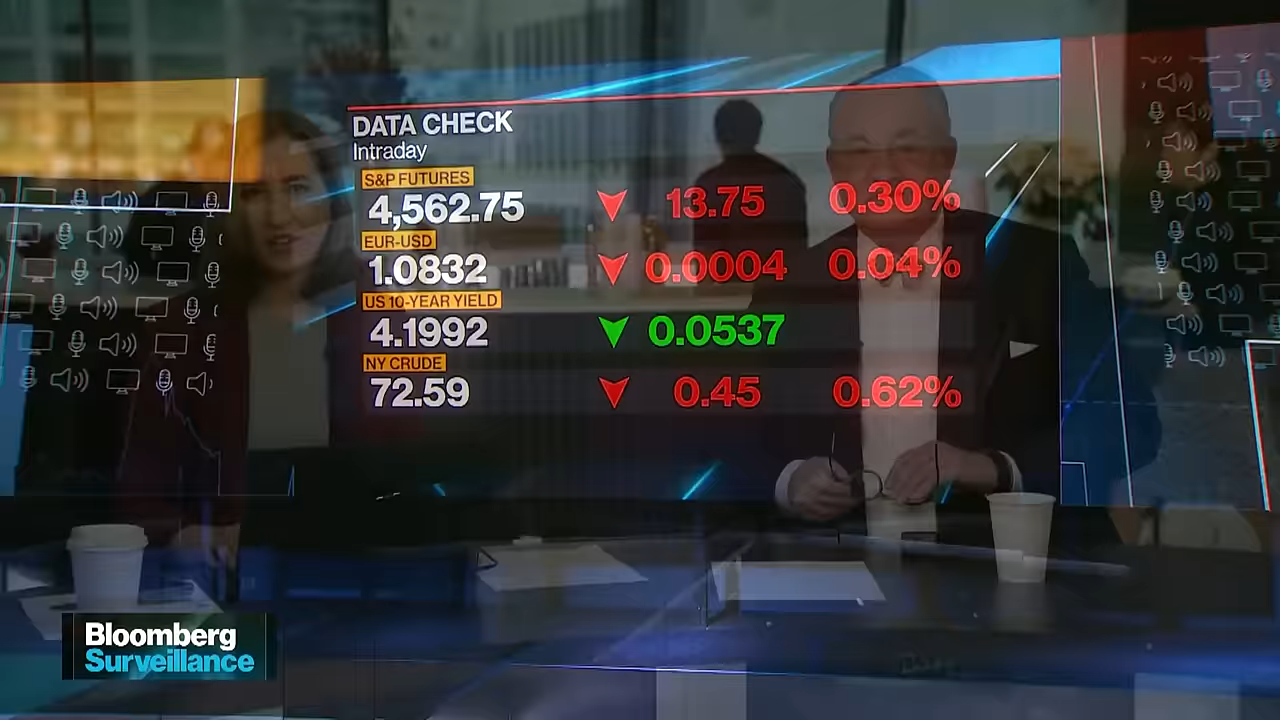 DATA CHECK
Intraday
S&P FUTURES
4,562.75 ▼ 13.75 0.30%
EUR-USD
1.0832 ▼ 0.0004 0.04%
US 10-YEAR YIELD
4.1992 ▼ 0.0537
NY CRUDE
72.59 ▼ 0.45 0.62%
Bloomberg
Surveillance